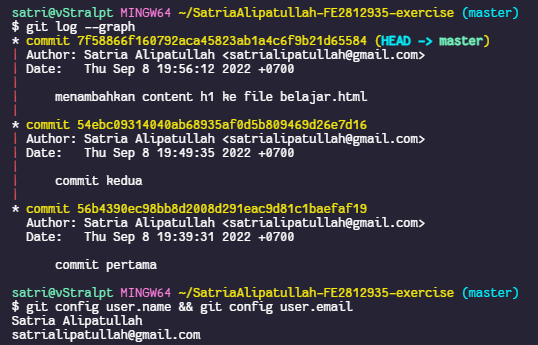 satri@vStralpt MINGW64 ~/SatriaAlipatullah-FE2812935-exercise (master)
$ git log --graph
* commit 7f58866f160792aca45823ab1a4c6f9b21d65584 (HEAD -> master)
| Author: Satria Alipatullah <satrialipatullah@gmail.com>
| Date:   Thu Sep 8 19:56:12 2022 +0700
|
|     menambahkan content h1 ke file belajar.html
|
* commit 54ebc09314040ab68935af0d5b809469d26e7d16
| Author: Satria Alipatullah <satrialipatullah@gmail.com>
| Date:   Thu Sep 8 19:49:35 2022 +0700
|
|     commit kedua
|
* commit 56b4390ec98bb8d2008d291eac9d81c1baefaf19
  Author: Satria Alipatullah <satrialipatullah@gmail.com>
  Date:   Thu Sep 8 19:39:31 2022 +0700
      commit pertama
satri@vStralpt MINGW64 ~/SatriaAlipatullah-FE2812935-exercise (master)
$ git config user.name && git config user.email
Satria Alipatullah
satrialipatullah@gmail.com